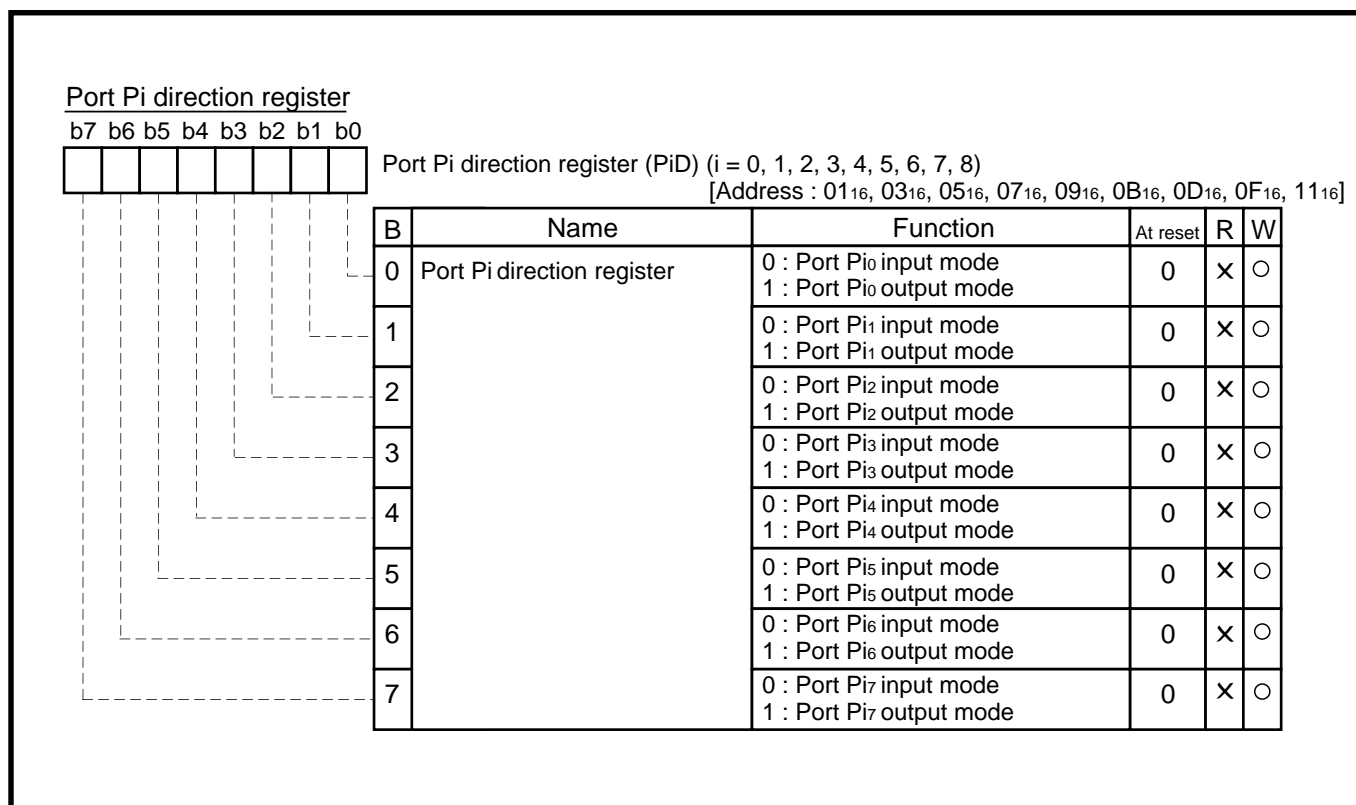 Port Pi direction register
b7 b6 b5 b4 b3 b2 b1 b0
Port Pi direction register (PiD) (i = 0, 1, 2, 3, 4, 5, 6, 7, 8)
[Address : 0116, 0316, 0516, 0716, 0916, 0B16, 0D16, 0F16, 1116]
B Name Function At reset R W
0 Port Pi direction register 0 : Port Pi0 input mode 0 × ○
1 : Port Pi0 output mode
1 0 : Port Pi1 input mode 0 × ○
1 : Port Pi1 output mode
2 0 : Port Pi2 input mode 0 × ○
1 : Port Pi2 output mode
3 0 : Port Pi3 input mode 0 × ○
1 : Port Pi3 output mode
4 0 : Port Pi4 input mode 0 × ○
1 : Port Pi4 output mode
5 0 : Port Pi5 input mode 0 × ○
1 : Port Pi5 output mode
6 0 : Port Pi6 input mode 0 × ○
1 : Port Pi6 output mode
7 0 : Port Pi7 input mode 0 × ○
1 : Port Pi7 output mode